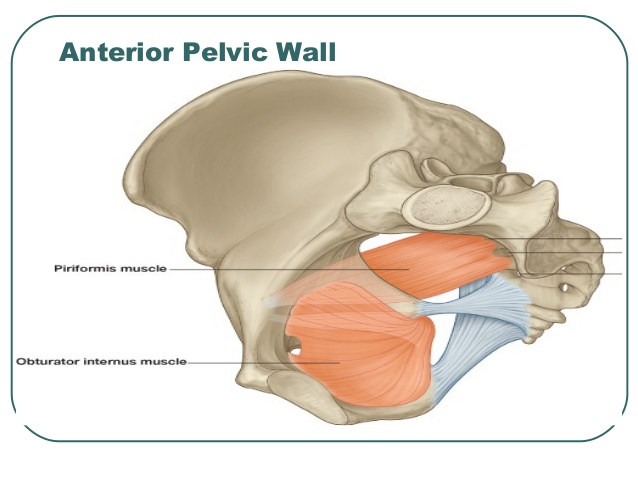 Anterior Pelvic Wall
Piriformis muscle
Obturator internus muscle